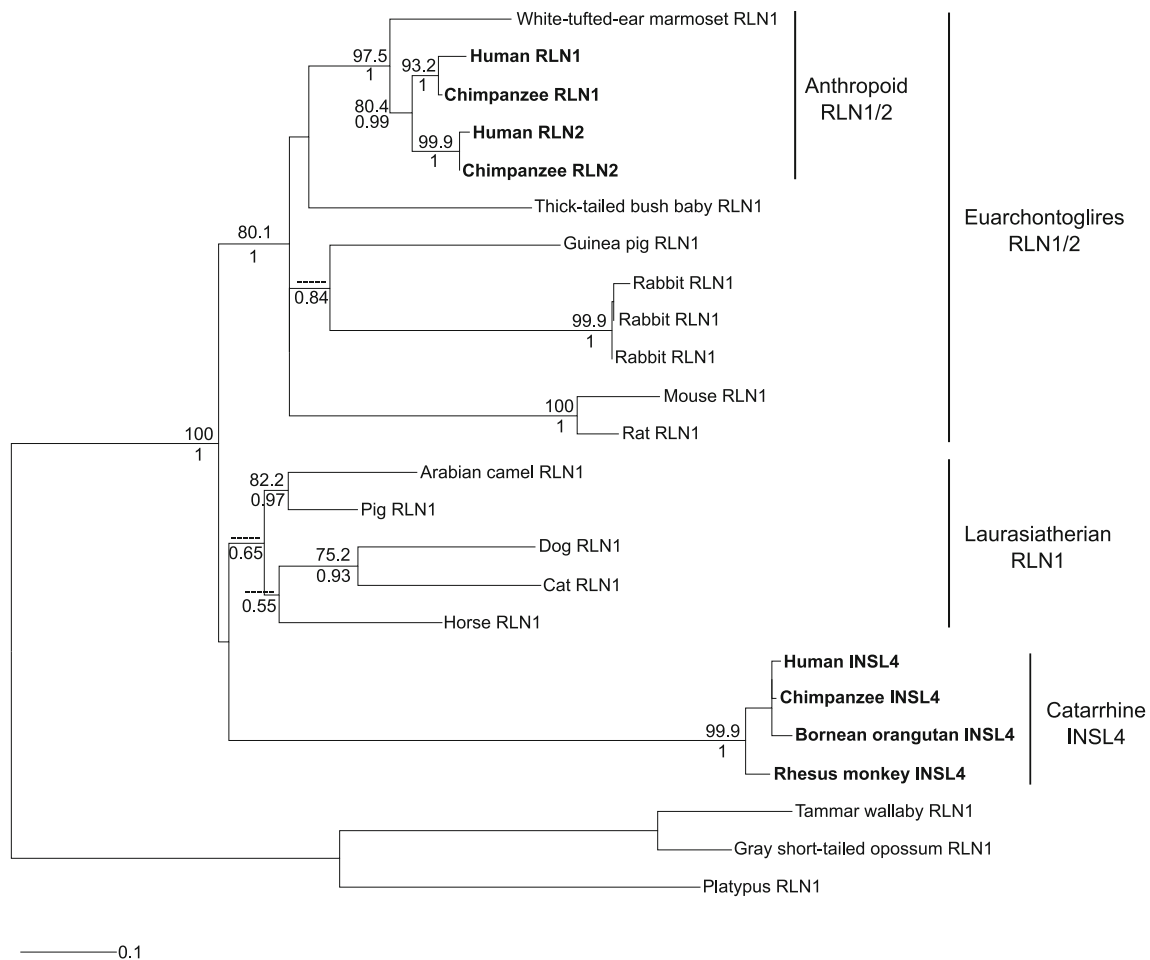 White-tufted-ear marmoset RLN1
97.5
1
Human RLN1
93.2
1
Chimpanzee RLN1
80.4
0.99
Human RLN2
99.9
1
Chimpanzee RLN2
Anthropoid
RLN1/2
Thick-tailed bush baby RLN1
80.1
1
Guinea pig RLN1
-----
0.84
Rabbit RLN1
Rabbit RLN1
99.9
1
Rabbit RLN1
Mouse RLN1
100
1
Rat RLN1
Euarchontoglires
RLN1/2
100
1
Arabian camel RLN1
82.2
0.97
Pig RLN1
-----
0.65
Dog RLN1
75.2
0.93
Cat RLN1
-----
0.55
Horse RLN1
Laurasiatherian
RLN1
Human INSL4
Chimpanzee INSL4
99.9
1
Bornean orangutan INSL4
Rhesus monkey INSL4
Catarrhine
INSL4
Tammar wallaby RLN1
Gray short-tailed opossum RLN1
Platypus RLN1
0.1